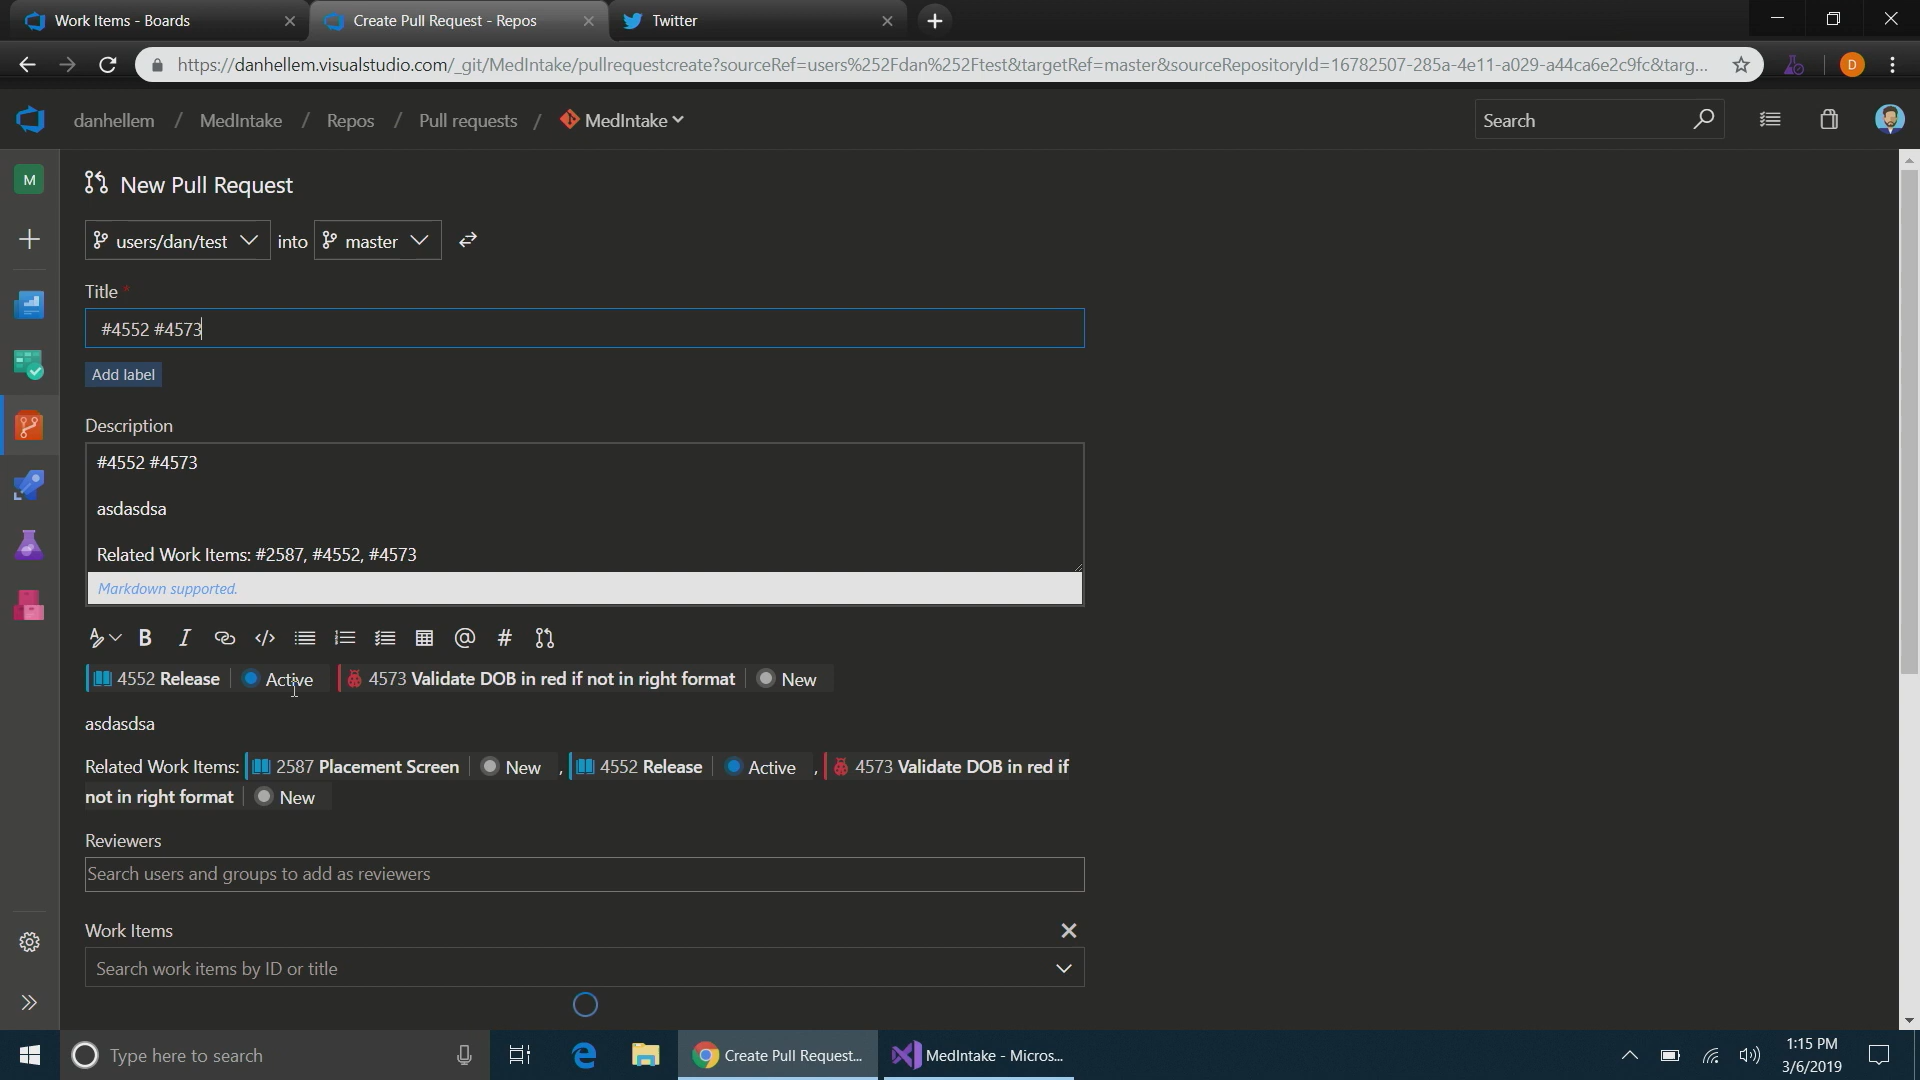 Work Items - Boards
Create Pull Request - Repos
Twitter
https://danhellem.visualstudio.com/_git/MedIntake/pullrequestcreate?sourceRef=users%252Fdan%252Ftest&targetRef=master&sourceRepositoryId=16782507-285a-4e11-a029-a44ca6e2c9fc&targ...
D
danhellem / MedIntake / Repos / Pull requests / MedIntake
Search
M
New Pull Request
users/dan/test into master
Title *
#4552 #4573
Add label
Description
#4552 #4573
asdasdsa
Related Work Items: #2587, #4552, #4573
Markdown supported.
B I </> @ #
4552 Release Active 4573 Validate DOB in red if not in right format New
asdasdsa
Related Work Items: 2587 Placement Screen New , 4552 Release Active , 4573 Validate DOB in red if
not in right format New
Reviewers
Search users and groups to add as reviewers
Work Items
Search work items by ID or title
Type here to search
Create Pull Request...
MedIntake - Micros...
1:15 PM
3/6/2019